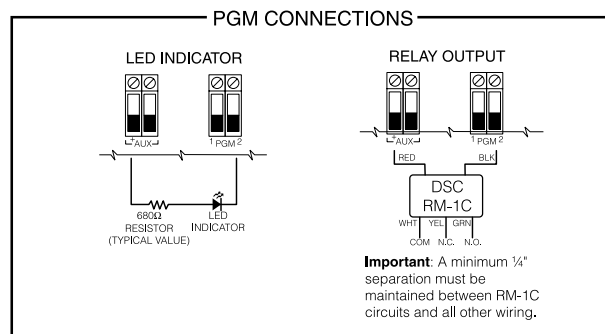 PGM CONNECTIONS
LED INDICATOR
+ AUX -
1 PGM 2
680Ω
RESISTOR
(TYPICAL VALUE)
LED
INDICATOR
RELAY OUTPUT
+ AUX -
1 PGM 2
RED
BLK
DSC
RM-1C
WHT YEL GRN
COM N.C. N.O.
Important: A minimum ¼"
separation must be
maintained between RM-1C
circuits and all other wiring.